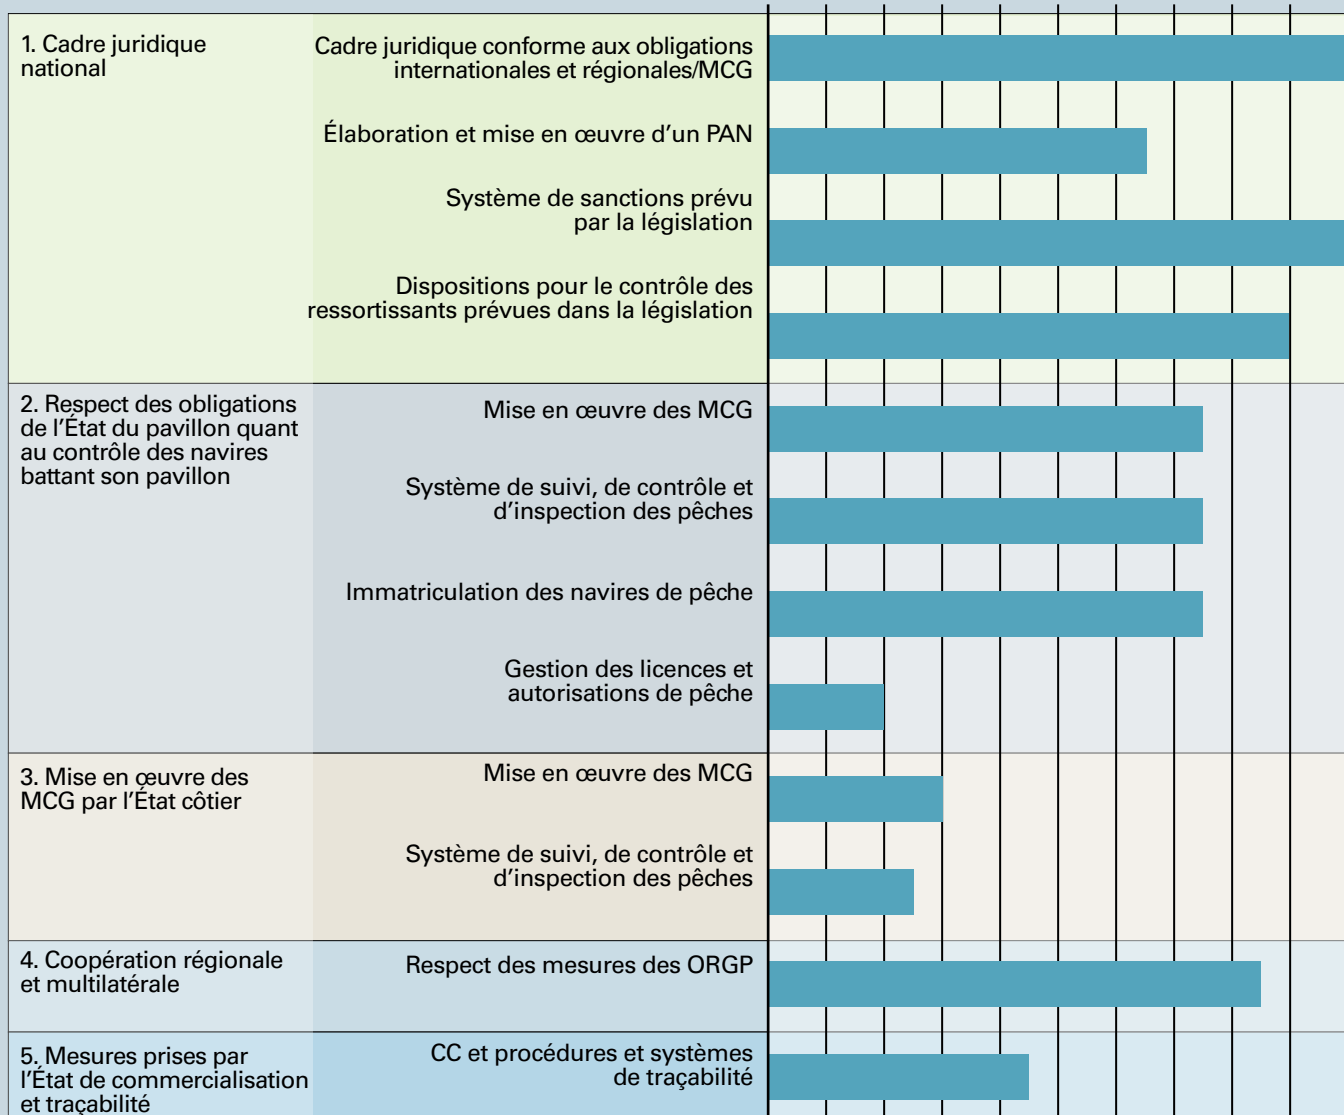 1. Cadre juridique
national
Cadre juridique conforme aux obligations
internationales et régionales/MCG
Élaboration et mise en œuvre d'un PAN
Système de sanctions prévu
par la législation
Dispositions pour le contrôle des
ressortissants prévues dans la législation
2. Respect des obligations
de l'État du pavillon quant
au contrôle des navires
battant son pavillon
Mise en œuvre des MCG
Système de suivi, de contrôle et
d'inspection des pêches
Immatriculation des navires de pêche
Gestion des licences et
autorisations de pêche
3. Mise en œuvre des
MCG par l'État côtier
Mise en œuvre des MCG
Système de suivi, de contrôle et
d'inspection des pêches
4. Coopération régionale
et multilatérale
Respect des mesures des ORGP
5. Mesures prises par
l'État de commercialisation
et traçabilité
CC et procédures et systèmes
de traçabilité